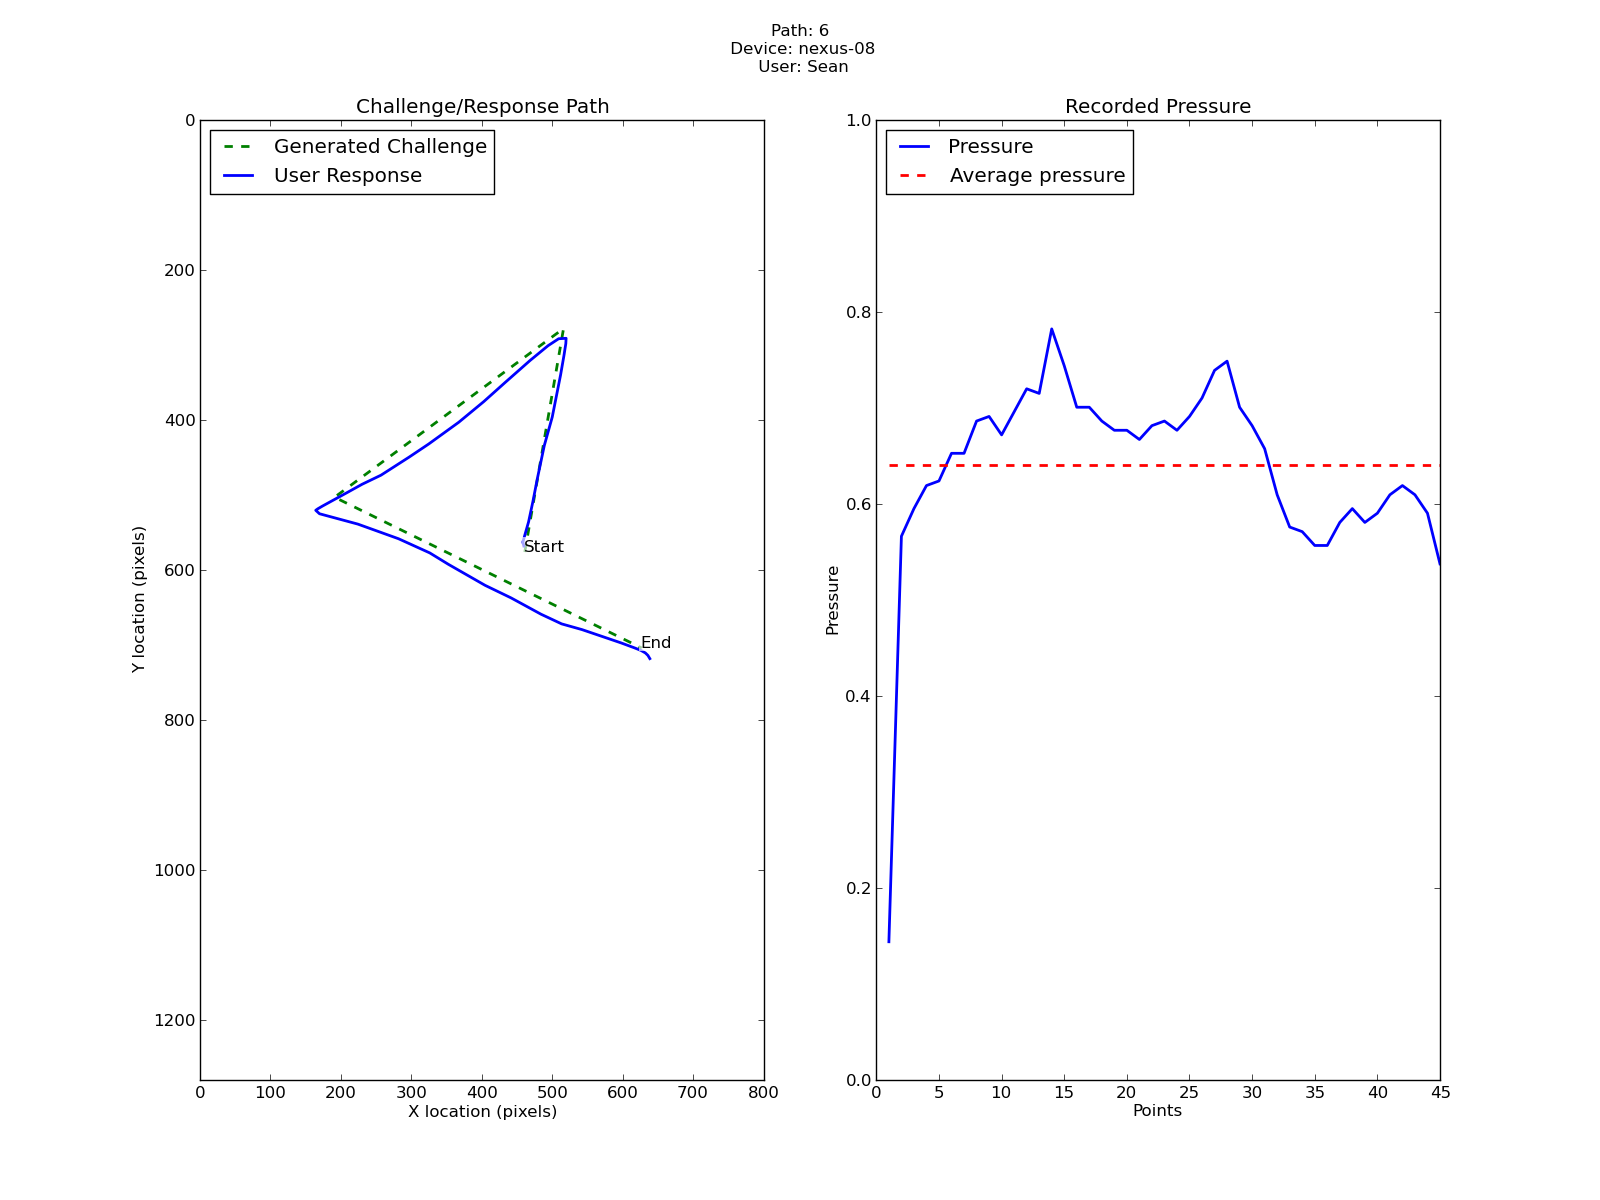 Path: 6
Device: nexus-08
User: Sean
Challenge/Response Path
Generated Challenge
User Response
0
200
400
600
800
1000
1200
Y location (pixels)
Start
End
0 100 200 300 400 500 600 700 800
X location (pixels)
Recorded Pressure
Pressure
Average pressure
1.0
0.8
0.6
0.4
0.2
0.0
Pressure
0 5 10 15 20 25 30 35 40 45
Points